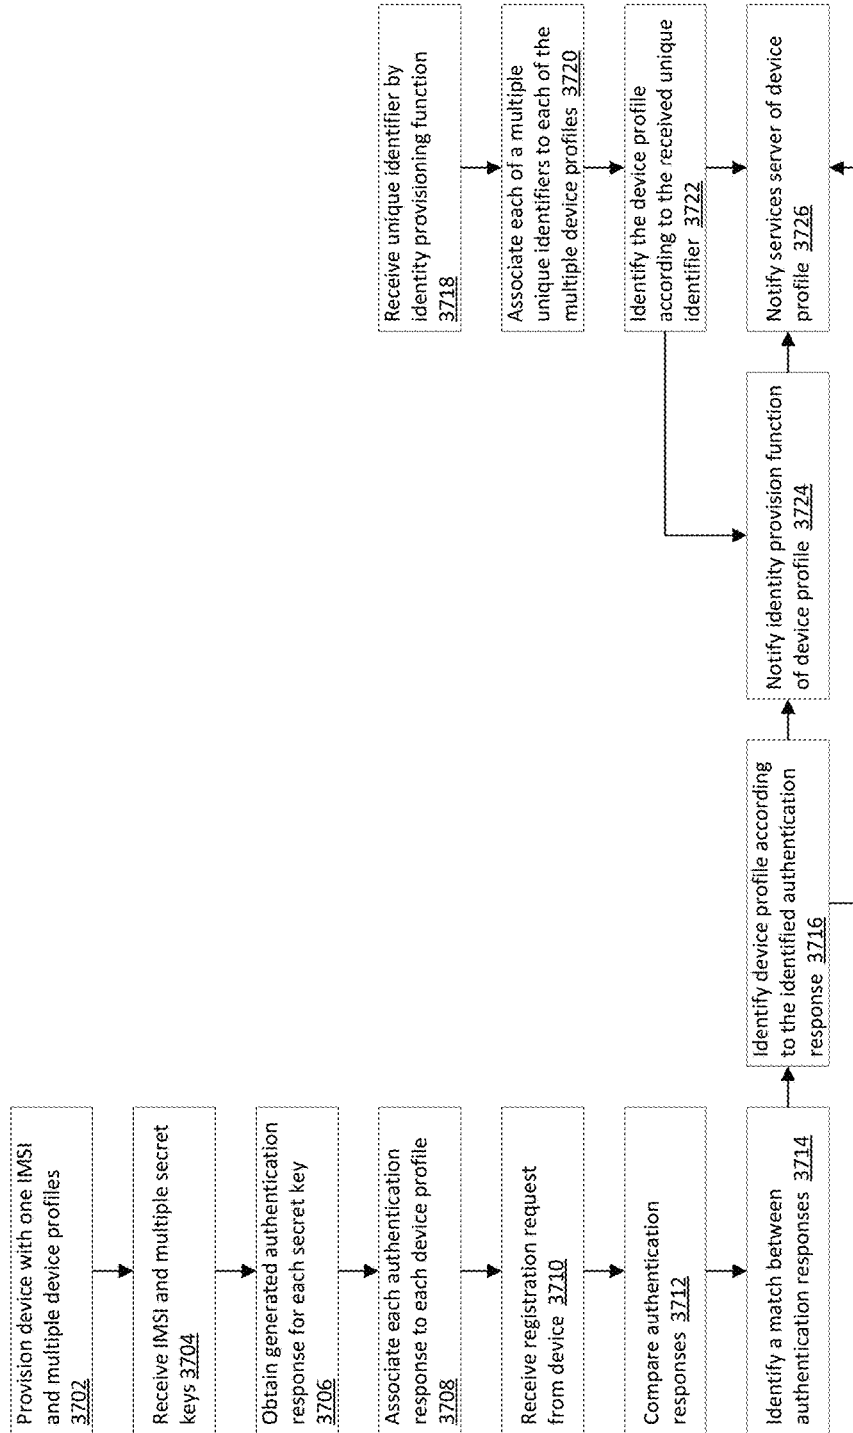 Provision device with one IMSI
and multiple device profiles
3702
Receive IMSI and multiple secret
keys 3704
Obtain generated authentication
response for each secret key
3706
Associate each authentication
response to each device profile
3708
Receive registration request
from device 3710
Compare authentication
responses 3712
Identify a match between
authentication responses 3714
Identify device profile according
to the identified authentication
response 3716
Receive unique identifier by
identity provisioning function
3718
Associate each of a multiple
unique identifiers to each of the
multiple device profiles 3720
Identify the device profile
according to the received unique
identifier 3722
Notify identity provision function
of device profile 3724
Notify services server of device
profile 3726